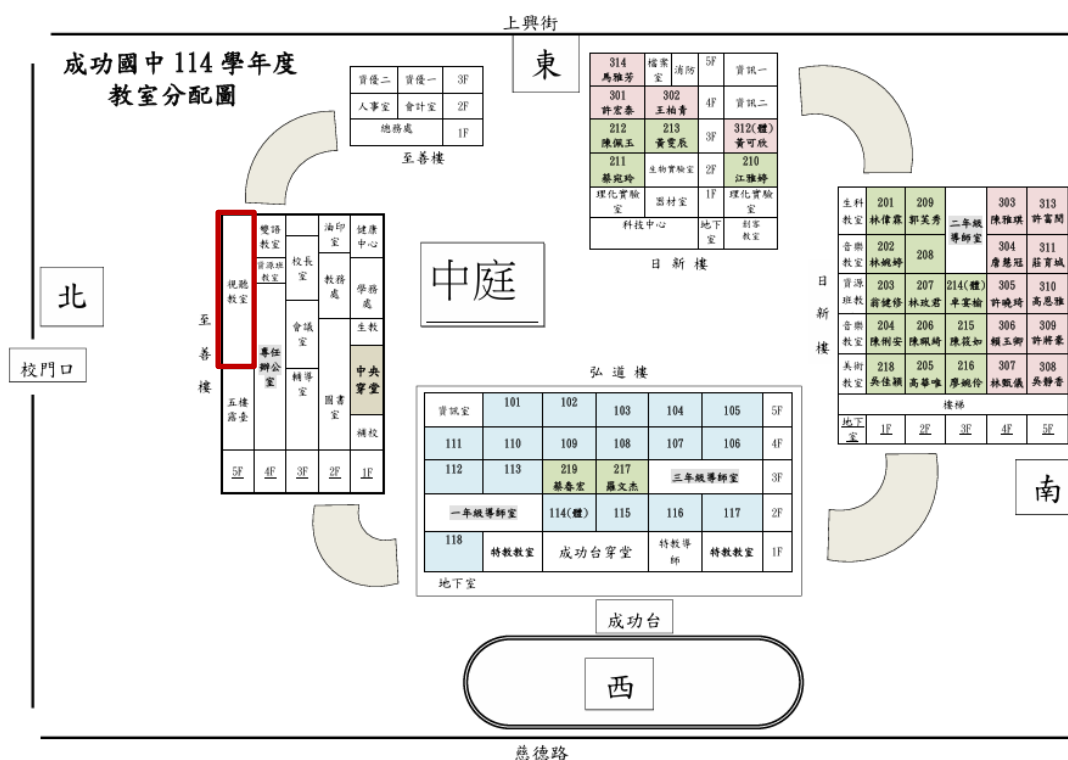 上興街
成功國中 114 學年度
教室分配圖
東
資優二 資優一 3F
人事室 會計室 2F
總務處 1F
至善樓
314 檔案 消防 5F 資訊一
馬雅芳 室
301 302 4F 資訊二
許宏泰 王柏青
212 213 3F 312(體)
陳佩玉 黃雯辰 黃可欣
211 生物實驗室 2F 210
蔡宛玲 江雅婷
理化實驗 器材室 1F 理化實驗
室 室
科技中心 地下 創客
室 教室
日新樓
北
校門口
至善樓
視聽
教室
五樓
露臺
5F
雙語
教室
資源班
教室
專任
辦公
室
4F
校長
室
會議
室
輔導
室
3F
油印
室
教務
處
圖書
室
2F
健康
中心
學務
處
生教
中央
穿堂
補校
1F
中庭
日新樓
生科 201 209 二年級 303 313
教室 林偉霖 郭芙秀 導師室 陳雅琪 許富閔
音樂 202 208 304 311
教室 林婉婷 詹慧冠 莊育城
資源 203 207 214(體) 305 310
班教 翁健修 林玫君 卓宴榆 許曉琦 高恩雅
音樂 204 206 215 306 309
教室 陳俐安 陳珮綺 陳筱如 賴玉卿 許將豪
美術 218 205 216 307 308
教室 吳佳穎 高華唯 廖婉伶 林甄儀 吳靜香
樓梯
地下 1F 2F 3F 4F 5F
室
南
弘道樓
資訊室 101 102 103 104 105 5F
111 110 109 108 107 106 4F
112 113 219 217 三年級導師室 3F
蔡春宏 羅文杰
一年級導師室 114(體) 115 116 117 2F
118 特教教室 成功台穿堂 特教導 特教教室 1F
師
地下室
成功台
西
慈德路